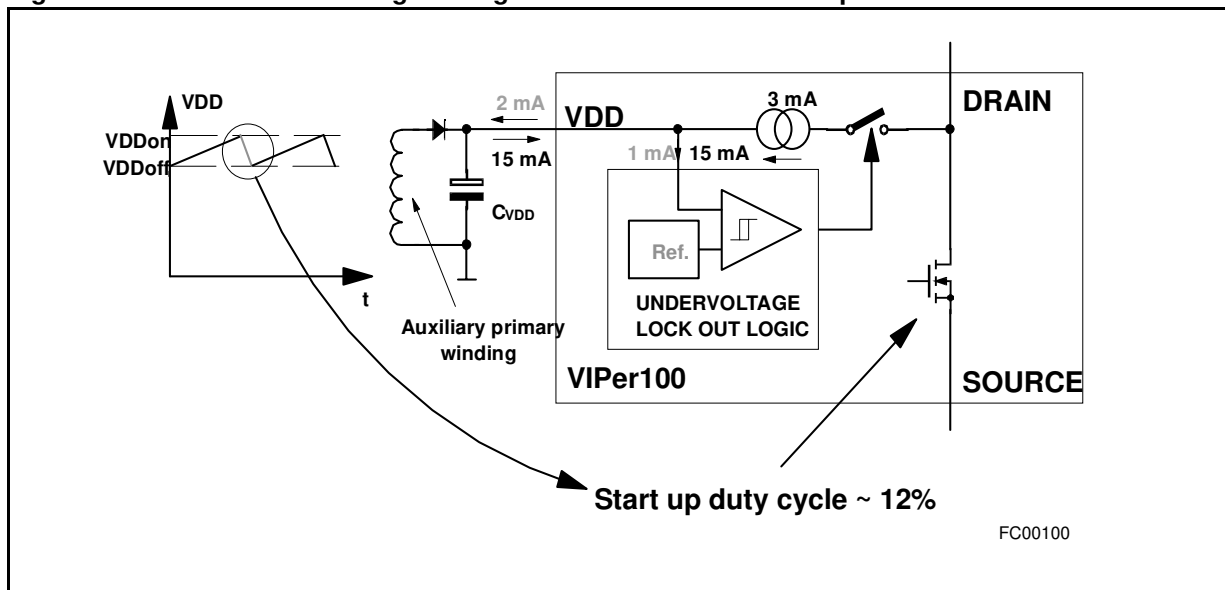 VDD
VDDon
VDDoff
t
2 mA
15 mA
CVDD
Auxiliary primary
winding
VDD
3 mA
DRAIN
1 mA
15 mA
Ref.
UNDERVOLTAGE
LOCK OUT LOGIC
VIPer100
SOURCE
Start up duty cycle ~ 12%
FC00100